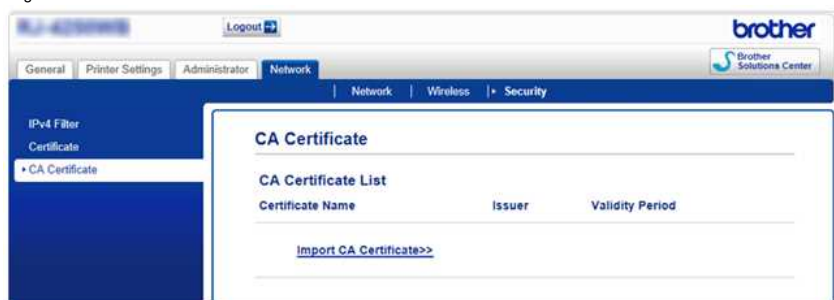 Logout
brother
General Printer Settings Administrator Network
Brother
Solutions Center
Network | Wireless | Security
IPv4 Filter
Certificate
CA Certificate
CA Certificate
CA Certificate List
Certificate Name Issuer Validity Period
Import CA Certificate>>